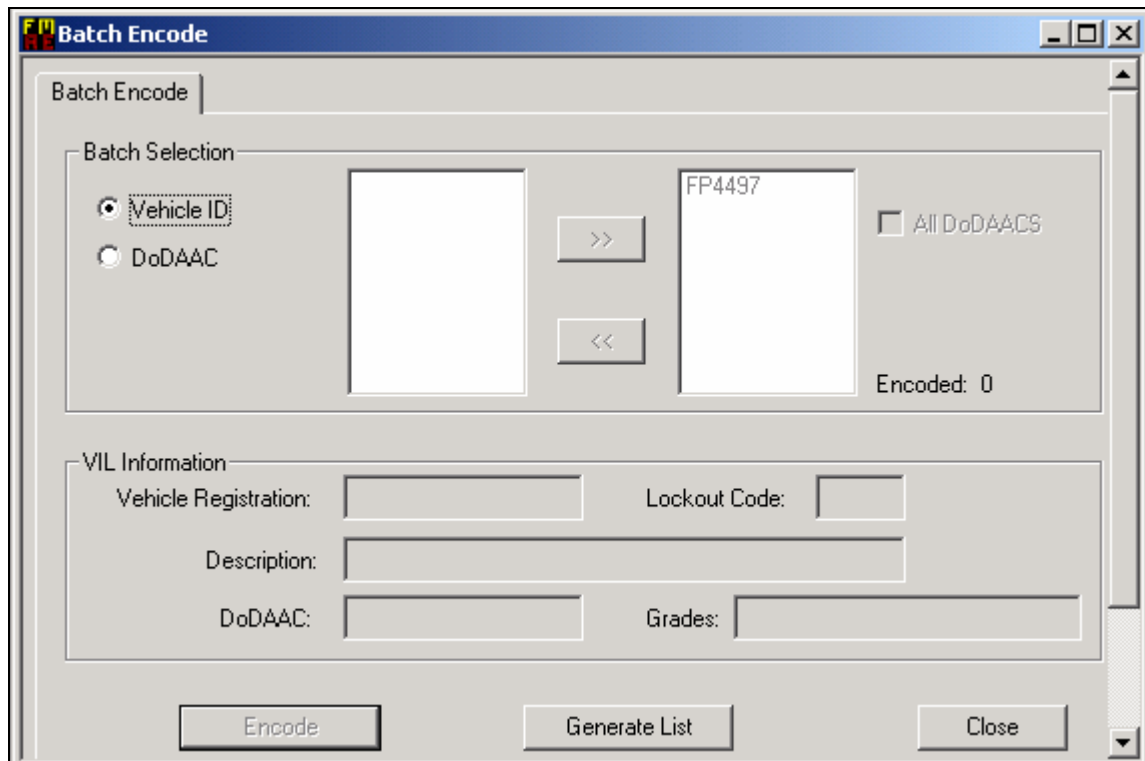 FM RE Batch Encode
Batch Encode
Batch Selection
Vehicle ID
DoDAAC
>>
<<
FP4497
All DoDAACS
Encoded: 0
VIL Information
Vehicle Registration:
Lockout Code:
Description:
DoDAAC:
Grades:
Encode
Generate List
Close